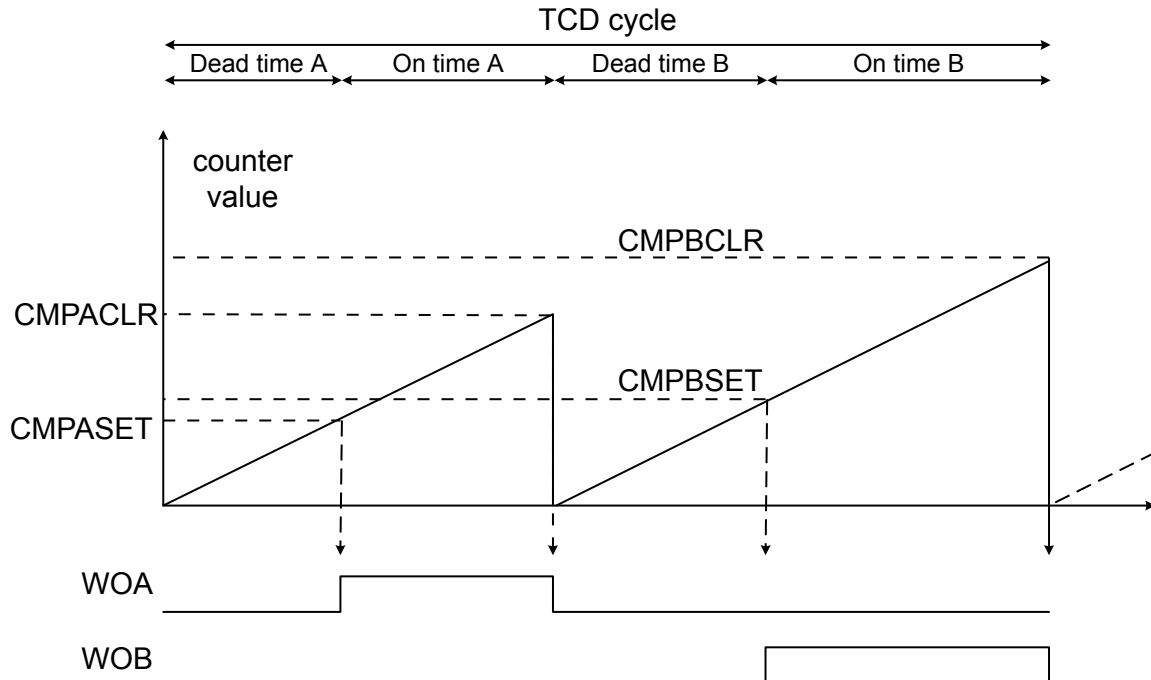 TCD cycle
Dead time A
On time A
Dead time B
On time B
counter
value
CMPBCLR
CMPACLR
CMPBSET
CMPASET
WOA
WOB